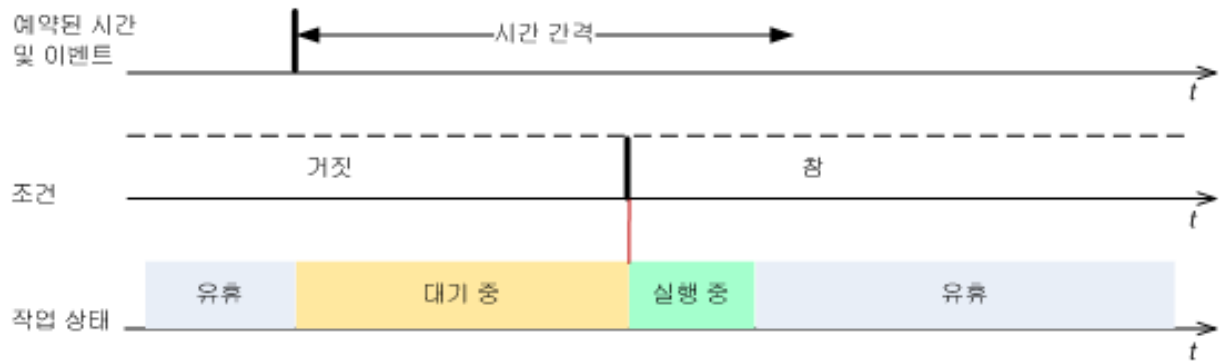 예약된 시간
및 이벤트
시간 간격
t
거짓
참
조건
t
유휴
대기 중
실행 중
유휴
작업 상태
t